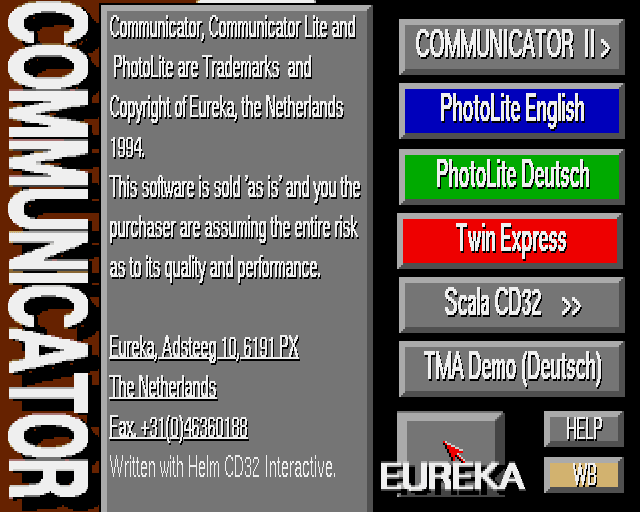 COMMUNICATOR
Communicator, Communicator Lite and
PhotoLite are Trademarks and
Copyright of Eureka, the Netherlands
1994.
This software is sold 'as is' and you the
purchaser are assuming the entire risk
as to its quality and performance.
Eureka, Adsteeg 10, 6191 PX
The Netherlands
Fax. +31(0)46360188
Written with Helm CD32 Interactive.
COMMUNICATOR II >
PhotoLite English
PhotoLite Deutsch
Twin Express
Scala CD32 >>
TMA Demo (Deutsch)
EUREKA
HELP
WB